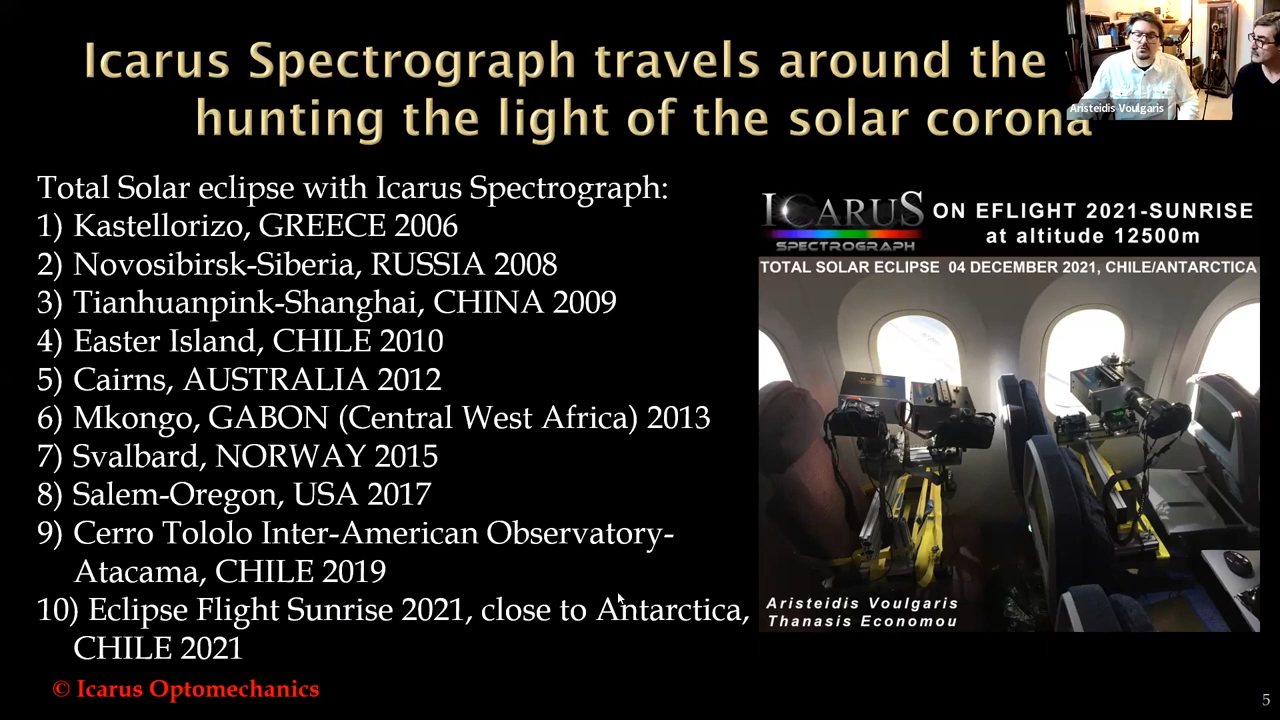 Icarus Spectrograph travels around the
hunting the light of the solar corona
Aristeidis Voulgaris
Total Solar eclipse with Icarus Spectrograph:
1) Kastellorizo, GREECE 2006
2) Novosibirsk-Siberia, RUSSIA 2008
3) Tianhuanpink-Shanghai, CHINA 2009
4) Easter Island, CHILE 2010
5) Cairns, AUSTRALIA 2012
6) Mkongo, GABON (Central West Africa) 2013
7) Svalbard, NORWAY 2015
8) Salem-Oregon, USA 2017
9) Cerro Tololo Inter-American Observatory-
Atacama, CHILE 2019
10) Eclipse Flight Sunrise 2021, close to Antarctica,
CHILE 2021
© Icarus Optomechanics
ICARUS
SPECTROGRAPH
ON EFLIGHT 2021-SUNRISE
at altitude 12500m
TOTAL SOLAR ECLIPSE 04 DECEMBER 2021, CHILE/ANTARCTICA
Aristeidis Voulgaris
Thanasis Economou
5